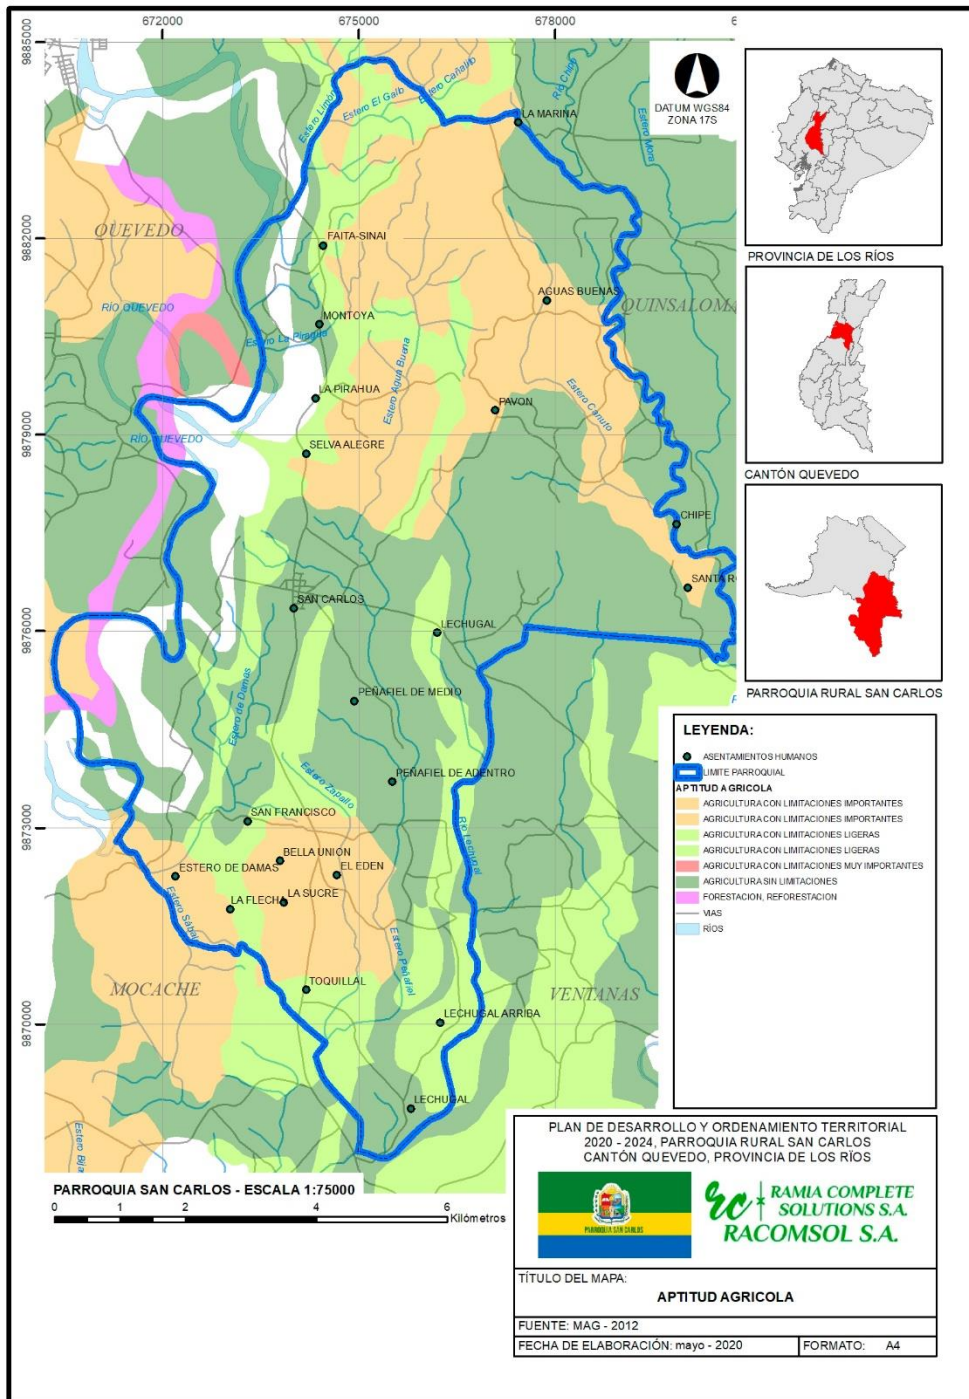 672000
675000
678000
6
9885000
9882000
9879000
9876000
9873000
9870000
DATUM WGS84
ZONA 17S
Estero Limón
Estero El Galb
Estero Cañalito
Río Chipe
Estero Mora
LA MARINA
QUEVEDO
FAITA-SINAI
AGUAS BUENAS
QUINSALOMA
RÍO QUEVEDO
MONTOYA
Estero La Pirahua
Estero Agua Buena
LA PIRAHUA
PAVON
Estero Canuto
RÍO QUEVEDO
SELVA ALEGRE
CHIPE
SANTA RO
SAN CARLOS
LECHUGAL
Estero de Damas
PEÑAFIEL DE MEDIO
Estero Zapallo
PEÑAFIEL DE ADENTRO
SAN FRANCISCO
Río Lechugal
BELLA UNION
ESTERO DE DAMAS
EL EDEN
LA SUCRE
LA FLECHA
Estero Sábalo
Estero Peñafiel
TOQUILLAL
MOCACHE
VENTANAS
LECHUGAL ARRIBA
LECHUGAL
Estero Bija
PARROQUIA SAN CARLOS - ESCALA 1:75000
0 1 2 4 6
Kilómetros
PROVINCIA DE LOS RÍOS
CANTÓN QUEVEDO
PARROQUIA RURAL SAN CARLOS
LEYENDA:
ASENTAMIENTOS HUMANOS
LIMITE PARROQUIAL
APTITUD AGRICOLA
AGRICULTURA CON LIMITACIONES IMPORTANTES
AGRICULTURA CON LIMITACIONES IMPORTANTES
AGRICULTURA CON LIMITACIONES LIGERAS
AGRICULTURA CON LIMITACIONES LIGERAS
AGRICULTURA CON LIMITACIONES MUY IMPORTANTES
AGRICULTURA SIN LIMITACIONES
FORESTACION, REFORESTACION
VIAS
RÍOS
PLAN DE DESARROLLO Y ORDENAMIENTO TERRITORIAL
2020 - 2024, PARROQUIA RURAL SAN CARLOS
CANTÓN QUEVEDO, PROVINCIA DE LOS RÏOS
PARROQUIA SAN CARLOS
rc RAMIA COMPLETE
SOLUTIONS S.A.
RACOMSOL S.A.
TÍTULO DEL MAPA:
APTITUD AGRICOLA
FUENTE: MAG - 2012
FECHA DE ELABORACIÓN: mayo - 2020
FORMATO: A4